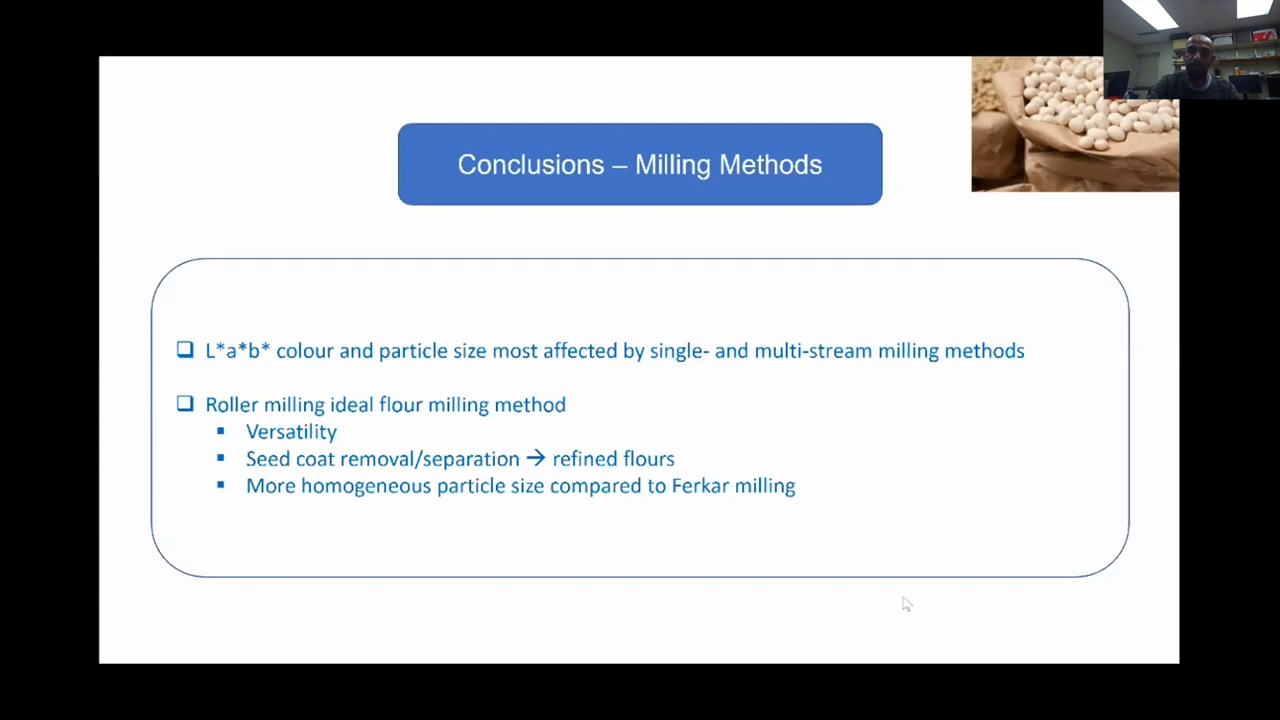 Conclusions – Milling Methods
❑ L*a*b* colour and particle size most affected by single- and multi-stream milling methods
❑ Roller milling ideal flour milling method
▪ Versatility
▪ Seed coat removal/separation → refined flours
▪ More homogeneous particle size compared to Ferkar milling